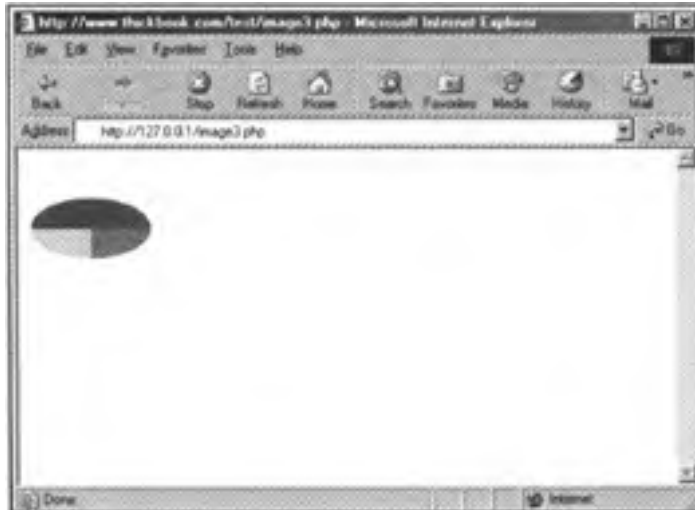 http://www.thickbook.com/test/image3.php - Microsoft Internet Explorer
File Edit View Favorites Tools Help
Back Stop Refresh Home Search Favorites Media History Mail
Address http://127.0.0.1/image3.php Go
Done Internet